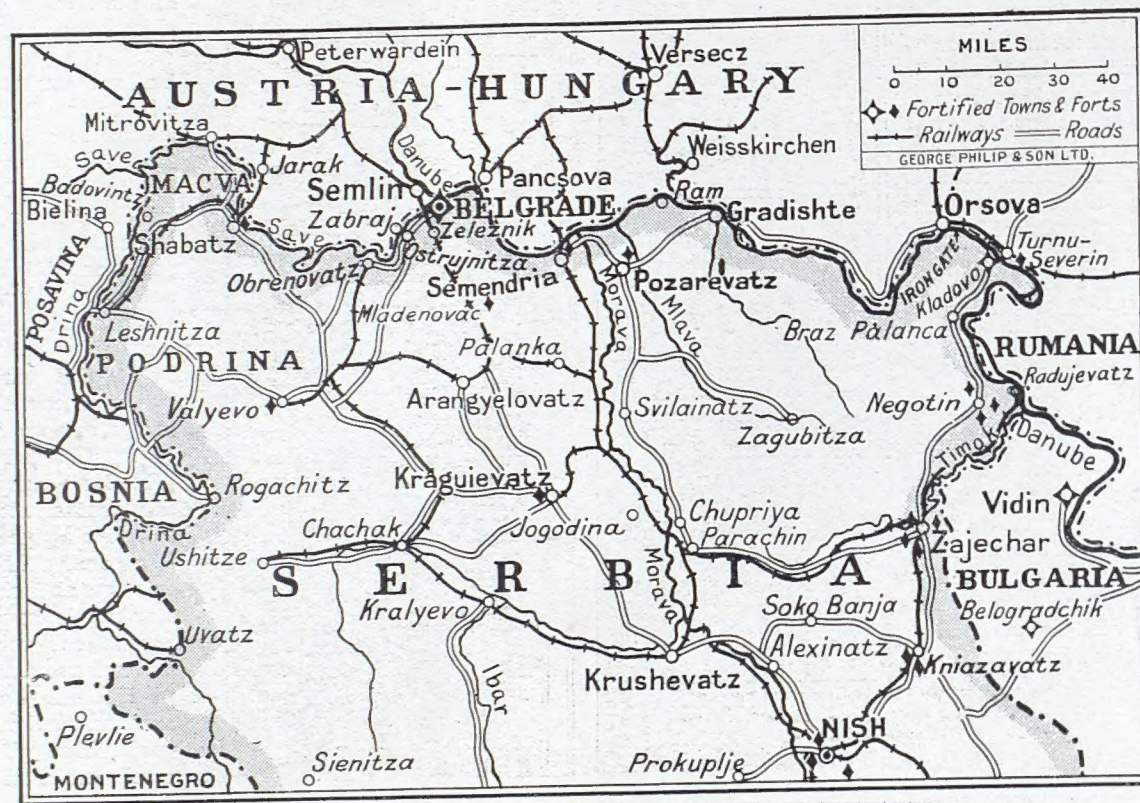 MILES
0 10 20 30 40
Fortified Towns & Forts
Railways Roads
GEORGE PHILIP & SON LTD.
Peterwardein
Versecz
AUSTRIA-HUNGARY
Mitrovitza
Weisskirchen
Save
Jarak
Danube
Pancsova
Badovintz
MACVA
Semlin
Ram
Bielina
Zabraj
BELGRADE
Gradishte
Orsova
Shabatz
Save
Zeleznik
Turnu-
Severin
Ostrujnitza
IRON GATE
Kladovo
POSAVINA
Obrenovatz
Semendria
Pozarevatz
Drina
Morava
Mlava
Leshnitza
Mladenovac
Braz
Palanca
PODRINA
Palanka
RUMANIA
Radujevatz
Valyevo
Arangyelovatz
Svilainatz
Negotin
Zagubitza
Timok
Danube
BOSNIA
Rogachitz
Kraguievatz
Vidin
Drina
Chachak
Jogodina
Chupriya
Parachin
Ushitze
Zajechar
SERBIA
Morava
BULGARIA
Kralyevo
Soko Banja
Belogradchik
Uvatz
Alexinatz
Kniazavatz
Ibar
Krushevatz
Plevlie
NISH
Sienitza
Prokuplje
MONTENEGRO